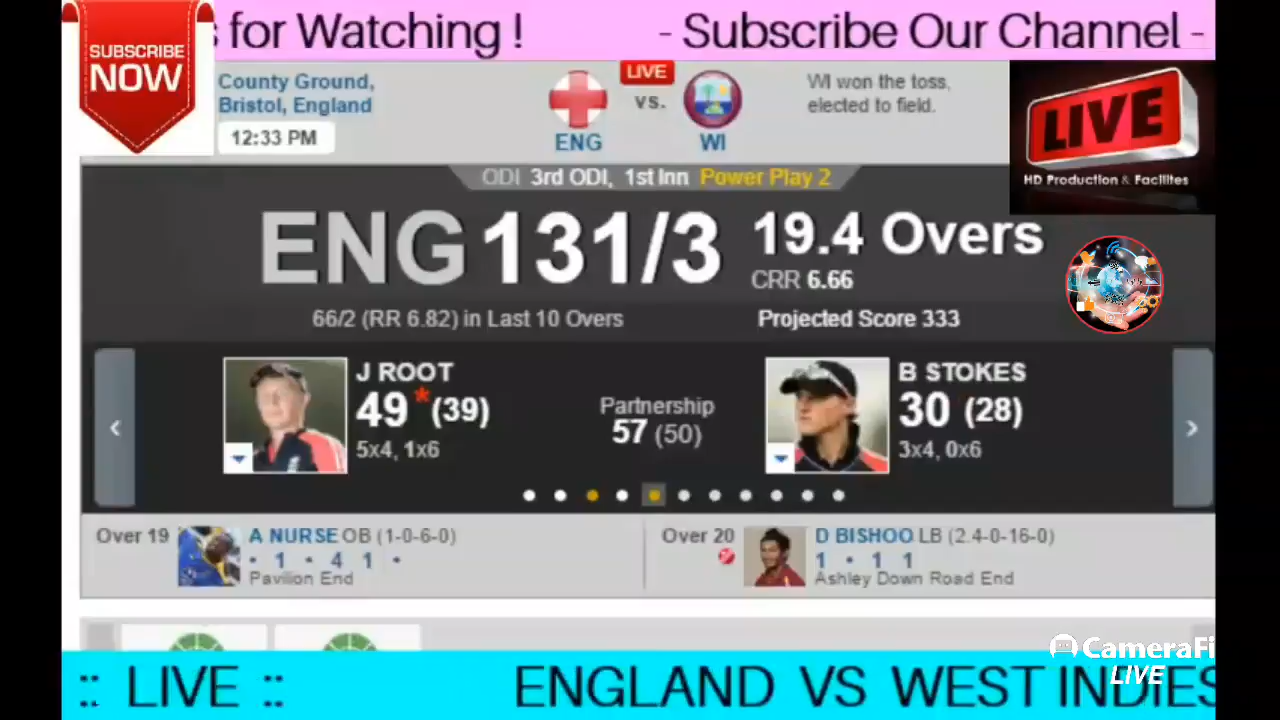 SUBSCRIBE
NOW
for Watching !
- Subscribe Our Channel -
County Ground,
Bristol, England
12:33 PM
LIVE
vs.
ENG
WI
WI won the toss,
elected to field.
LIVE
HD Production & Facilites
ODI 3rd ODI, 1st Inn Power Play 2
ENG 131/3
19.4 Overs
CRR 6.66
66/2 (RR 6.82) in Last 10 Overs
Projected Score 333
J ROOT
49*(39)
5x4, 1x6
Partnership
57 (50)
B STOKES
30 (28)
3x4, 0x6
Over 19
A NURSE OB (1-0-6-0)
• 1 • 4 1 •
Pavilion End
Over 20
D BISHOO LB (2.4-0-16-0)
1 • 1 1
Ashley Down Road End
CameraFi
LIVE
:: LIVE ::
ENGLAND VS WEST INDIES